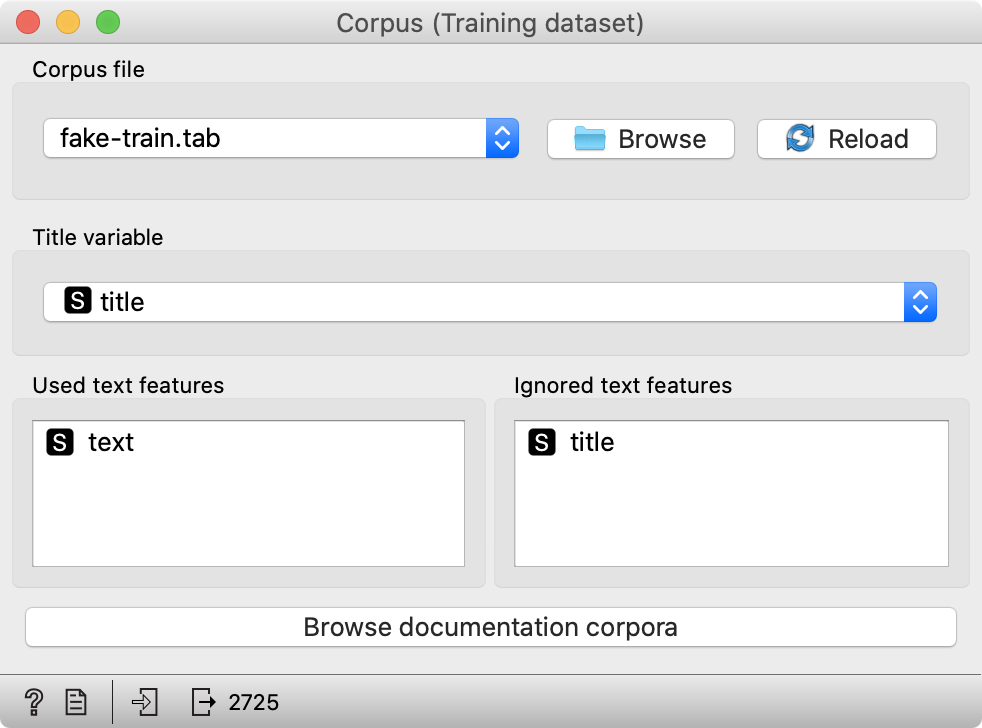 Corpus (Training dataset)
Corpus file
fake-train.tab
Browse
Reload
Title variable
S title
Used text features
Ignored text features
S text
S title
Browse documentation corpora
? 2725